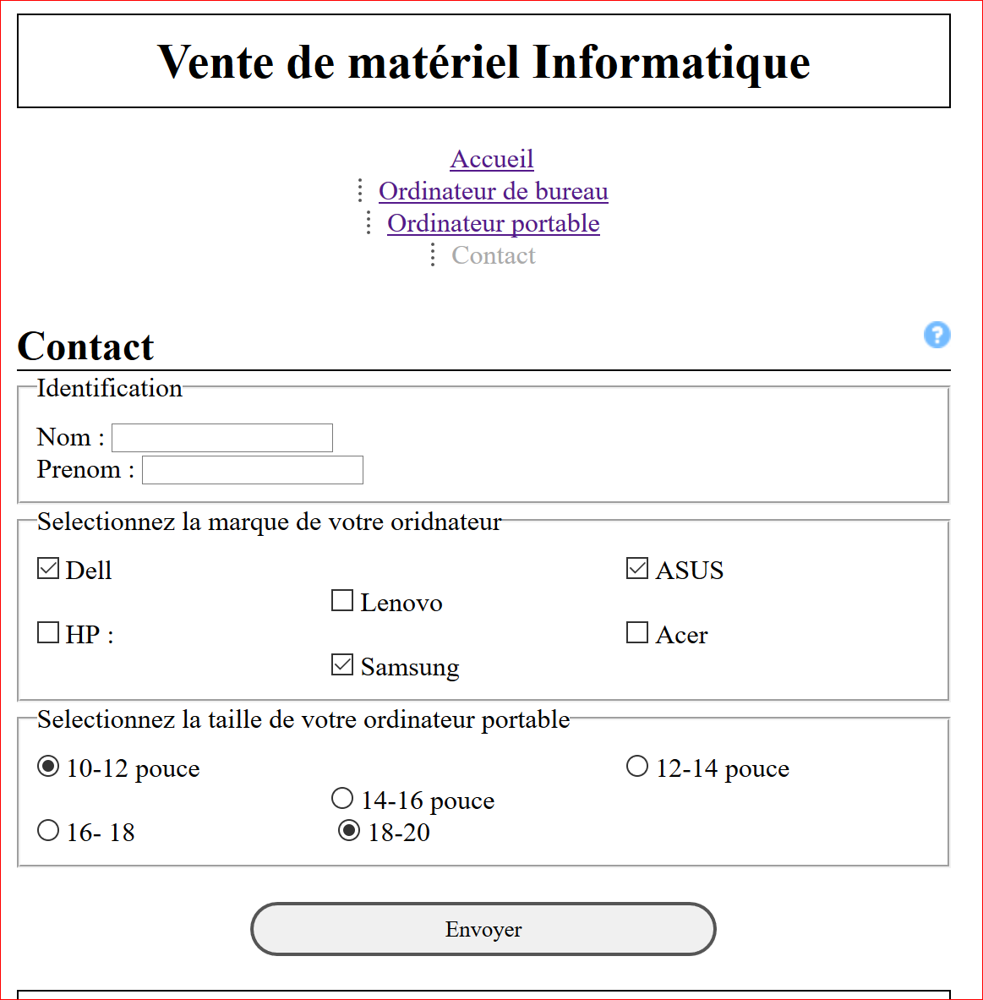 Vente de matériel Informatique
Accueil
Ordinateur de bureau
Ordinateur portable
Contact
Contact ?
Identification
Nom :
Prenom :
Selectionnez la marque de votre oridnateur
Dell ASUS
Lenovo
HP : Acer
Samsung
Selectionnez la taille de votre ordinateur portable
10-12 pouce 12-14 pouce
14-16 pouce
16- 18 18-20
Envoyer